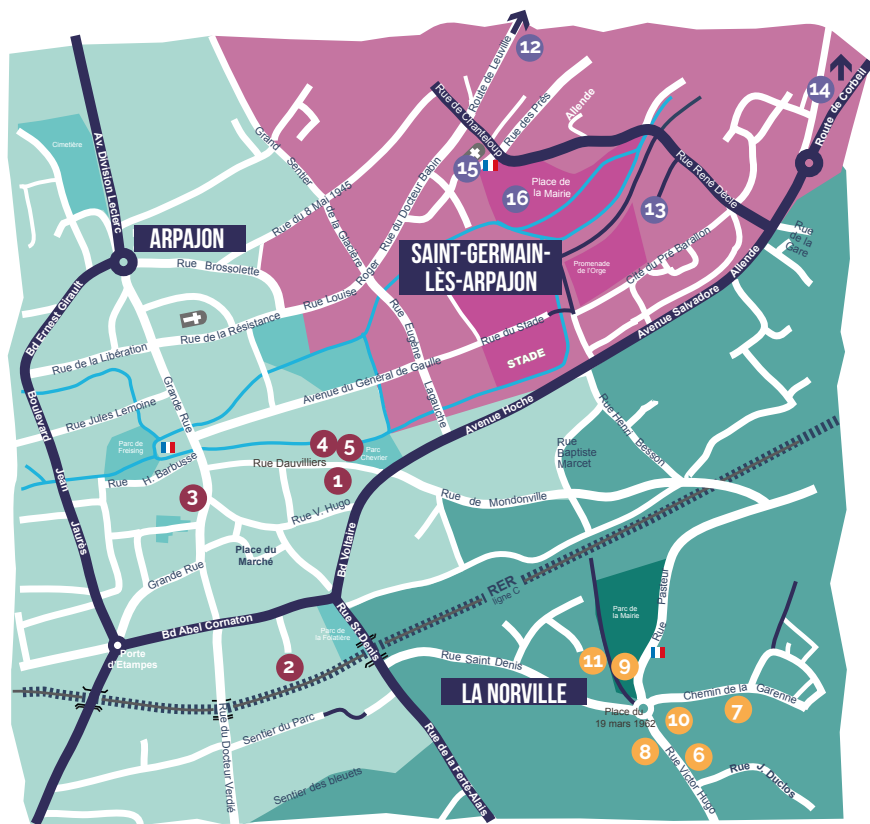 12
Route de Leuville
Rue de Chanteloup
Rue des Prés
Allende
14
Route de Corbeil
Cimetière
Av. Division Leclerc
Grand Sentier de la Glacière
15
Place de
la Mairie
16
13
Rue René Dècle
Rue du 8 Mai 1945
Rue du Docteur Babin
ARPAJON
Rue Brossolette
SAINT-GERMAIN-
LÈS-ARPAJON
Promenade
de l'Orge
Cité du Pré Barallon
Rue
de la
Gare
Rue Louise Roger
Bd Ernest Girault
Rue de la Résistance
Rue de la Libération
Rue Eugène Lagauche
Rue du Stade
STADE
Avenue Salvadore Allende
Avenue du Général de Gaulle
Grande Rue
Rue Jules Lemoine
Avenue Hoche
Boulevard Jean Jaurès
Parc de
Freising
Rue H. Barbusse
4
5
Parc
Chevrier
Rue Dauvilliers
1
3
Rue
Baptiste
Marcet
Rue Henri Besson
Rue de Mondonville
Rue V. Hugo
Bd Voltaire
Place du
Marché
Grande Rue
RER
ligne C
Parc de
la Mairie
Rue Pasteur
Bd Abel Cornaton
Parc de
la Folatière
Rue St-Denis
Porte
d'Étampes
2
Rue Saint Denis
11
9
LA NORVILLE
Chemin de la Garenne
Place du
19 mars 1962
10
7
8
6
Rue Victor Hugo
Rue J. Duclos
Sentier du Parc
Rue du Docteur Verdié
Sentier des bleuets
Rue de la Ferté-Alais